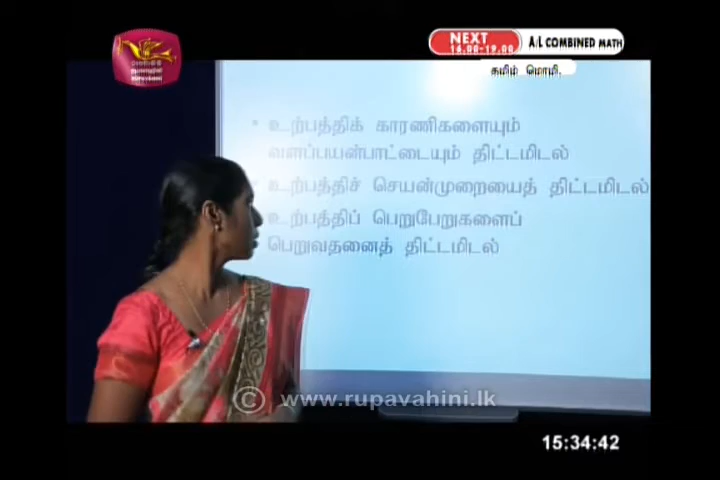 NEXT
16.00-19.00
A/L COMBINED MATH
தமிழ் மொழி
• உற்பத்திக் காரணிகளையும்
வளப்பயன்பாட்டையும் திட்டமிடல்
• உற்பத்திச் செயன்முறையைத் திட்டமிடல்
• உற்பத்திப் பெறுபேறுகளைப்
பெறுவதனைத் திட்டமிடல்
© www.rupavahini.lk
15:34:42